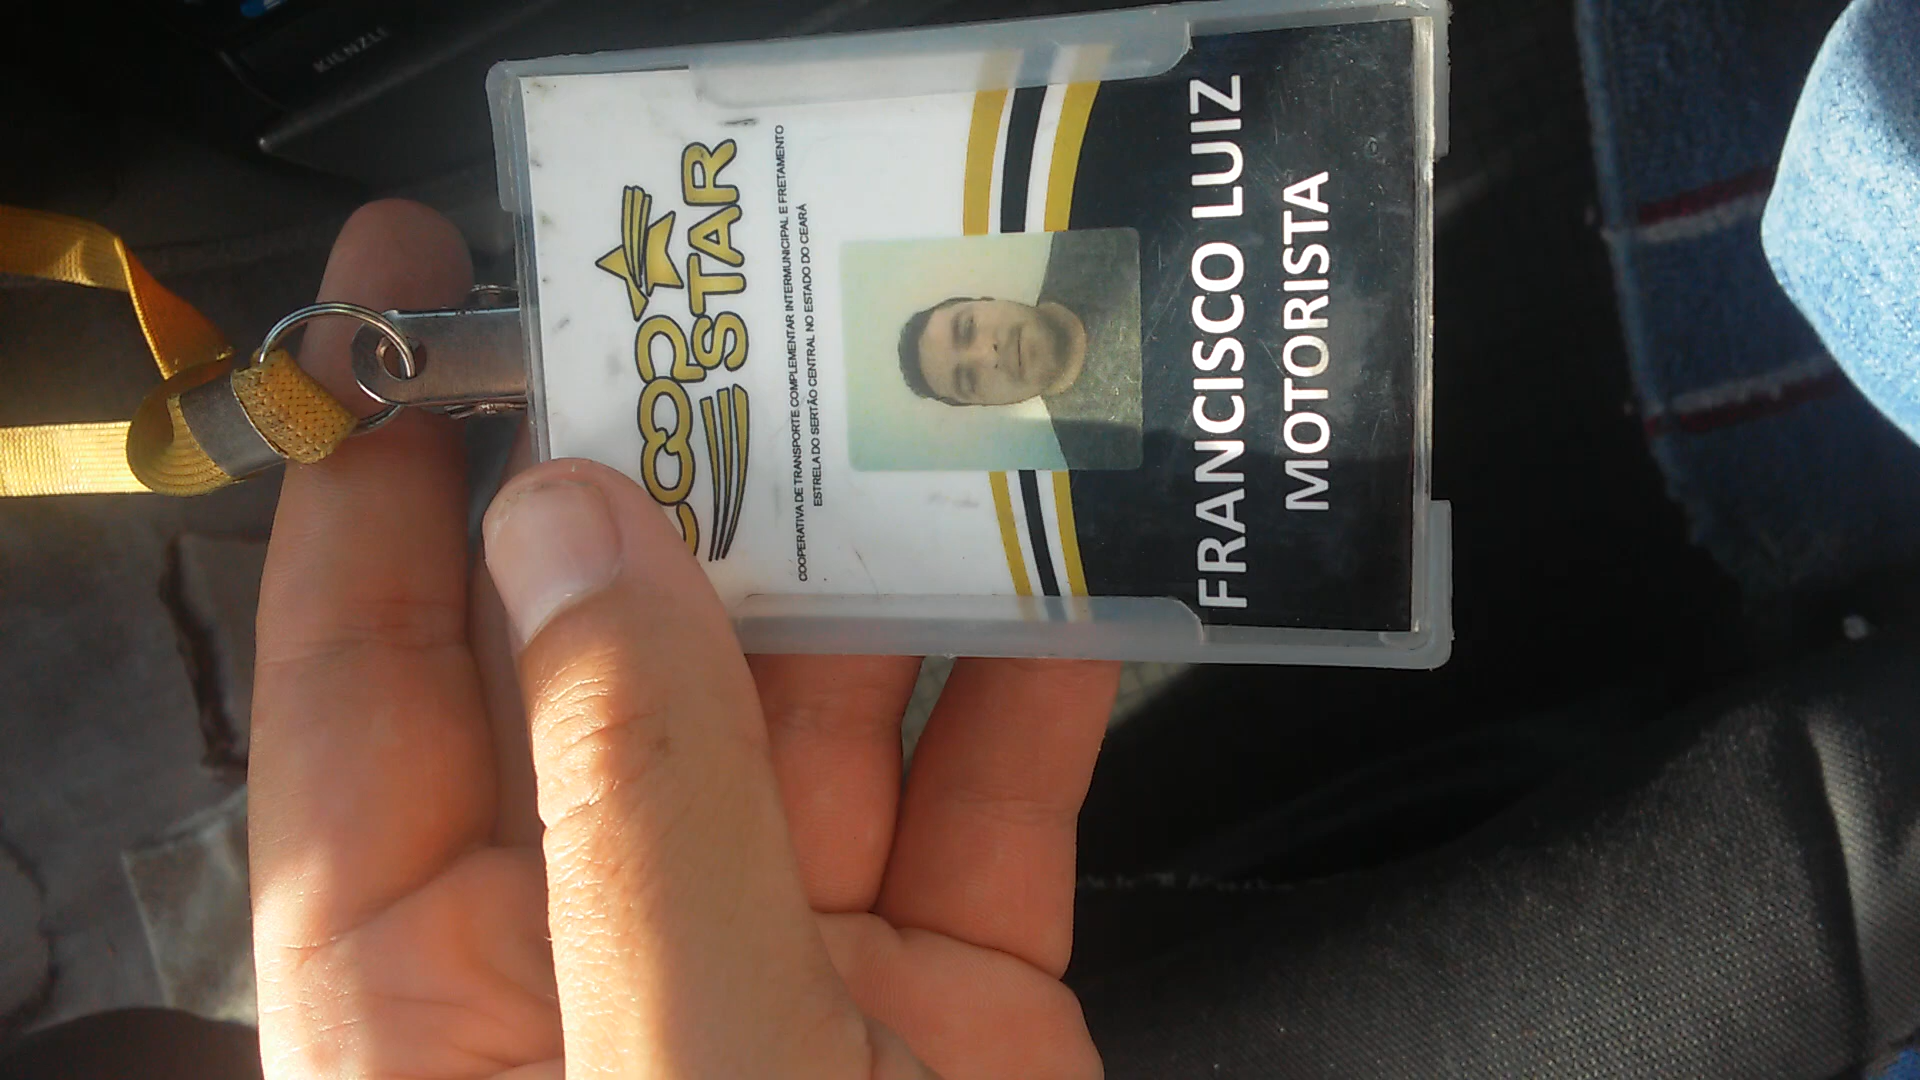 COOP
STAR
COOPERATIVA DE TRANSPORTE COMPLEMENTAR INTERMUNICIPAL E FRETAMENTO
ESTRELA DO SERTÃO CENTRAL NO ESTADO DO CEARÁ
FRANCISCO LUIZ
MOTORISTA
KIENZLE